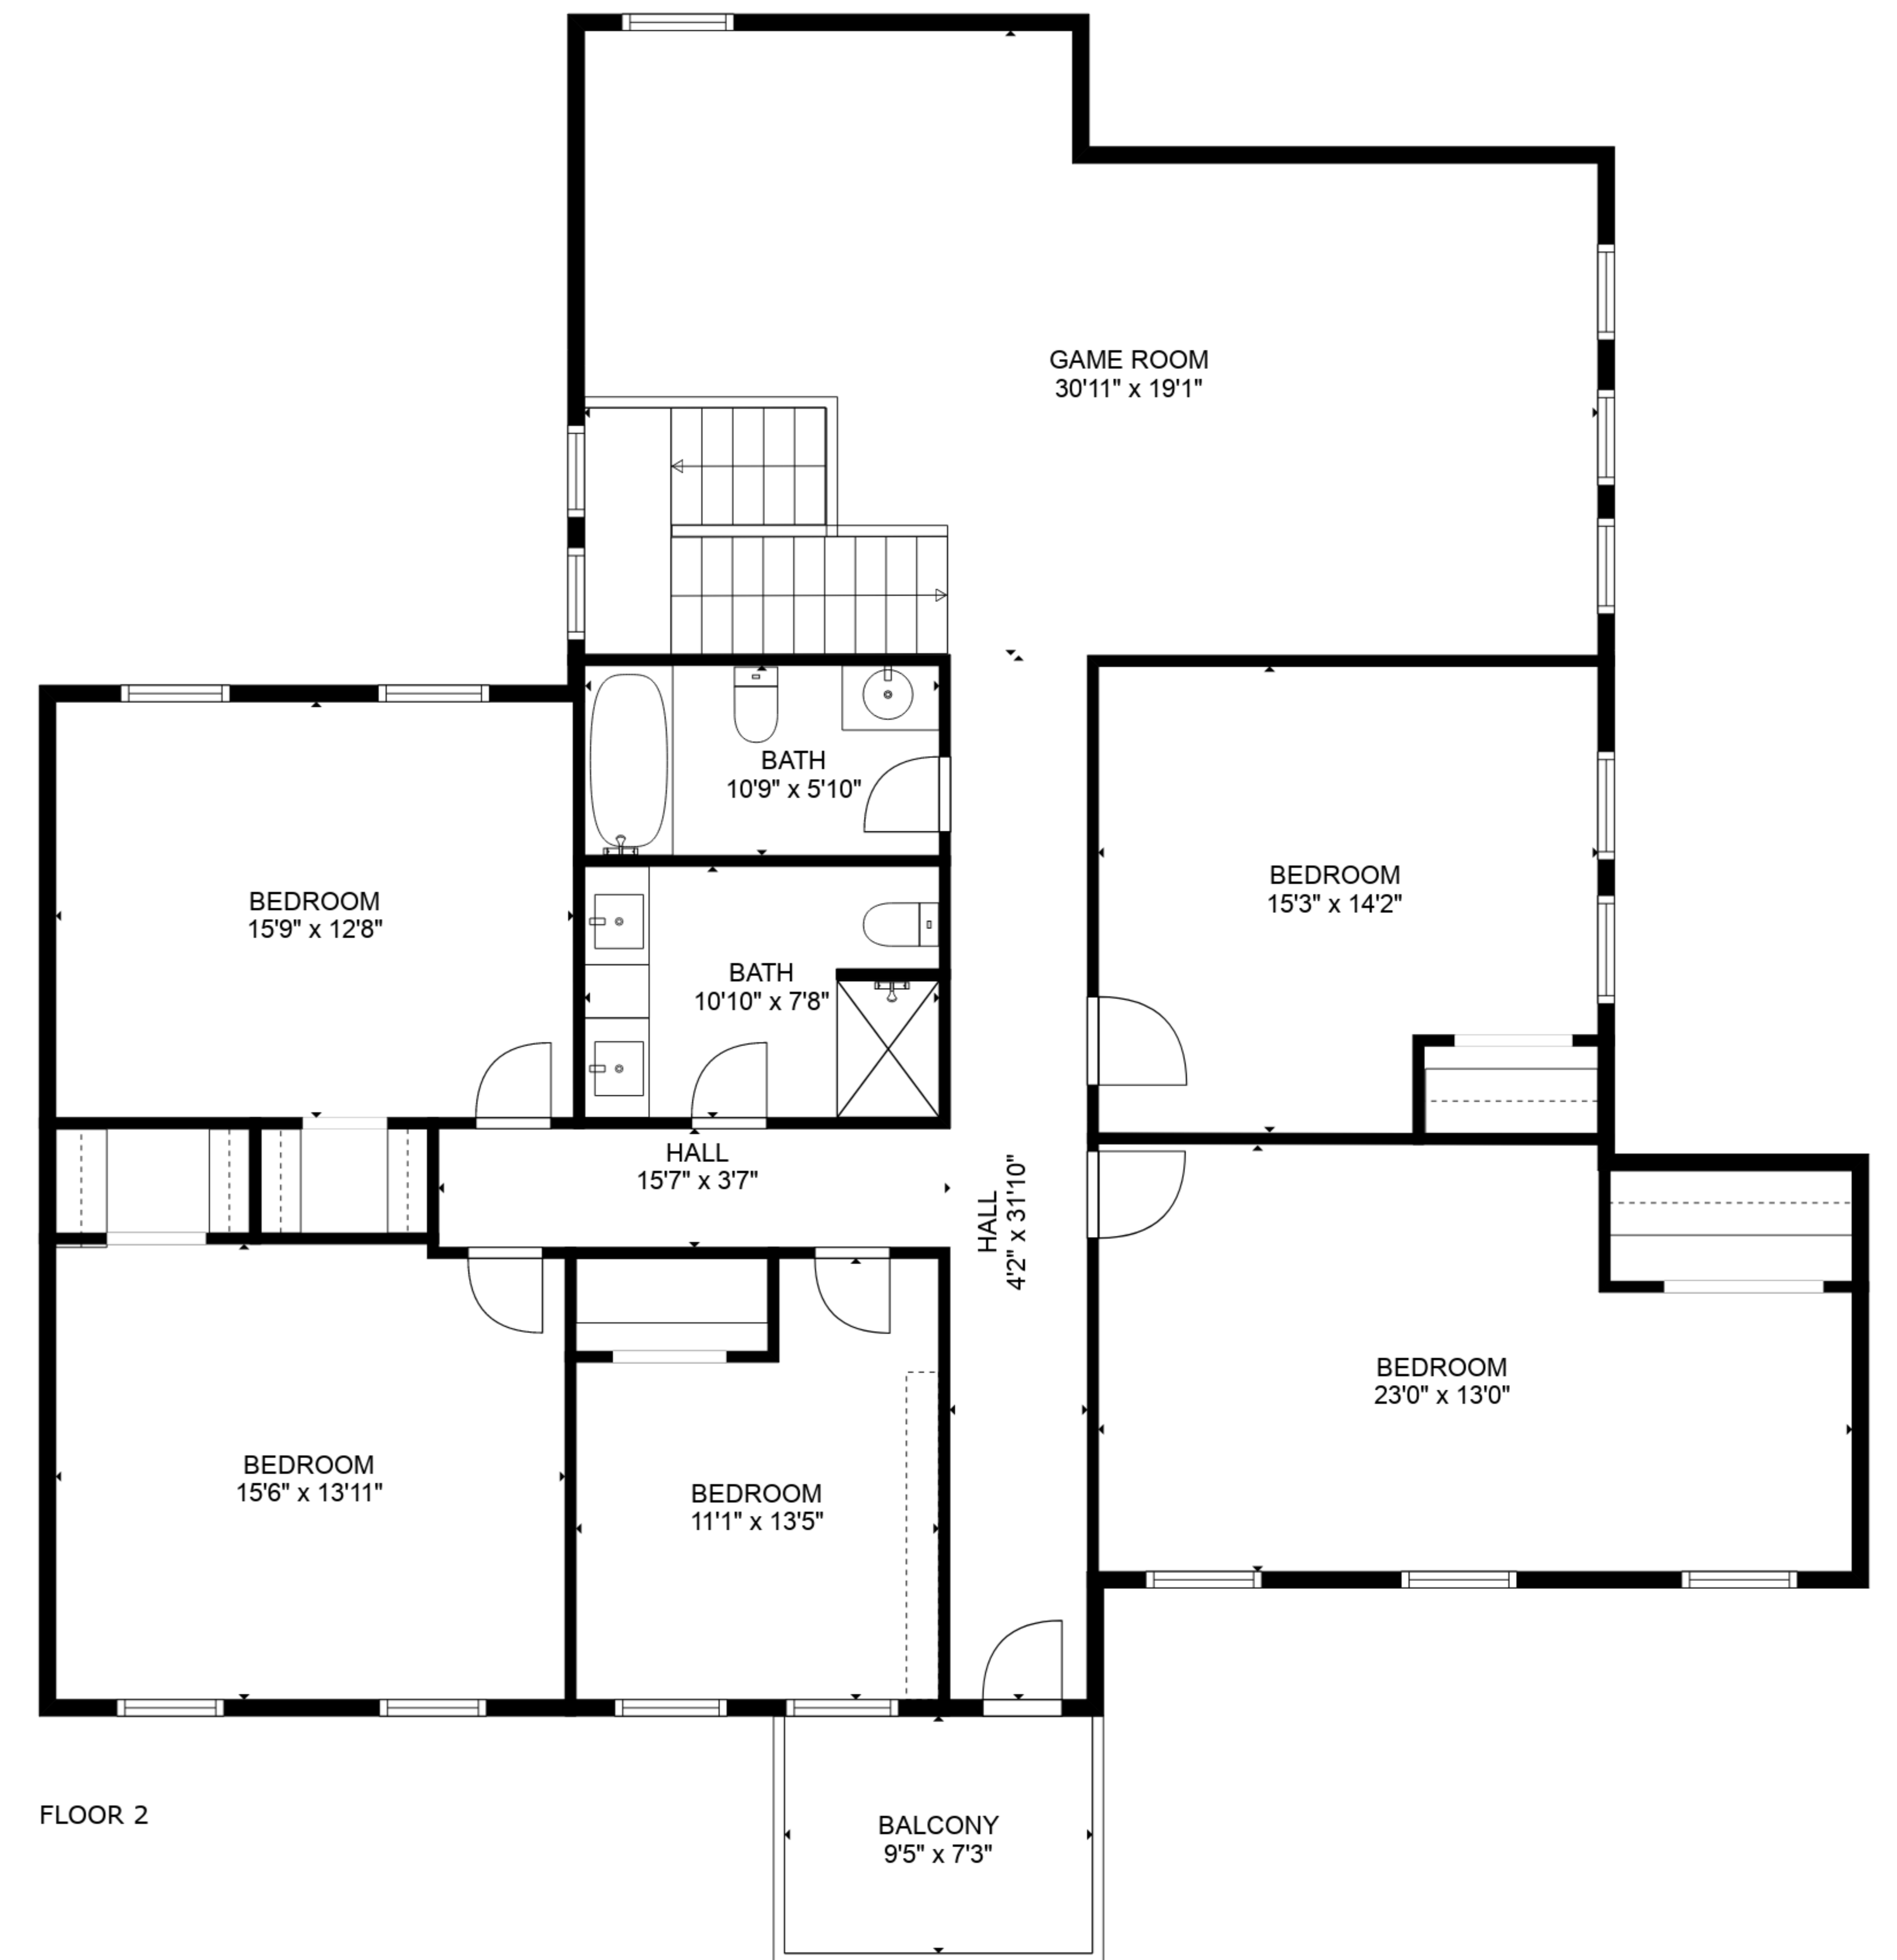 GAME ROOM
30'11" x 19'1"
BATH
10'9" x 5'10"
BEDROOM
15'3" x 14'2"
BEDROOM
15'9" x 12'8"
BATH
10'10" x 7'8"
HALL
15'7" x 3'7"
HALL
4'2" x 31'10"
BEDROOM
23'0" x 13'0"
BEDROOM
15'6" x 13'11"
BEDROOM
11'1" x 13'5"
FLOOR 2
BALCONY
9'5" x 7'3"